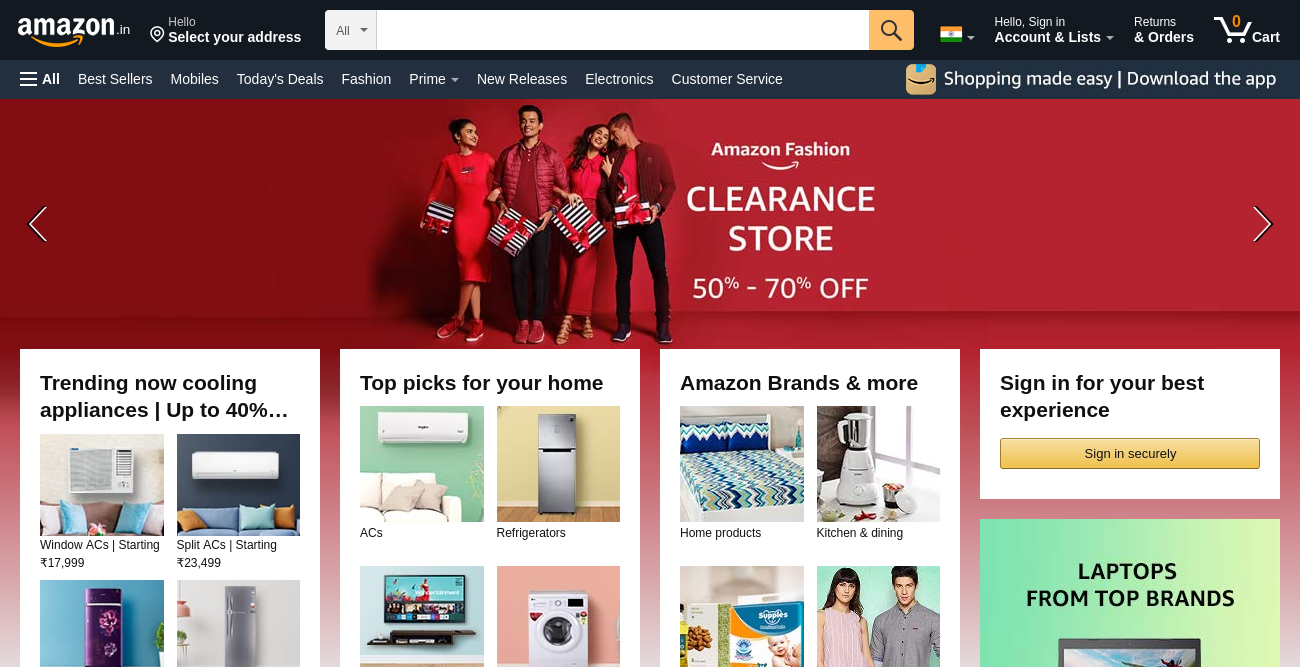 amazon.in
Hello
Select your address
All
Hello, Sign in
Account & Lists
Returns
& Orders
0
Cart
All
Best Sellers
Mobiles
Today's Deals
Fashion
Prime
New Releases
Electronics
Customer Service
Shopping made easy | Download the app
Amazon Fashion
CLEARANCE
STORE
50% - 70% OFF
Trending now cooling
appliances | Up to 40%…
Window ACs | Starting
₹17,999
Split ACs | Starting
₹23,499
Top picks for your home
ACs
Refrigerators
Amazon Brands & more
Home products
Kitchen & dining
Supples
Sign in for your best
experience
Sign in securely
LAPTOPS
FROM TOP BRANDS